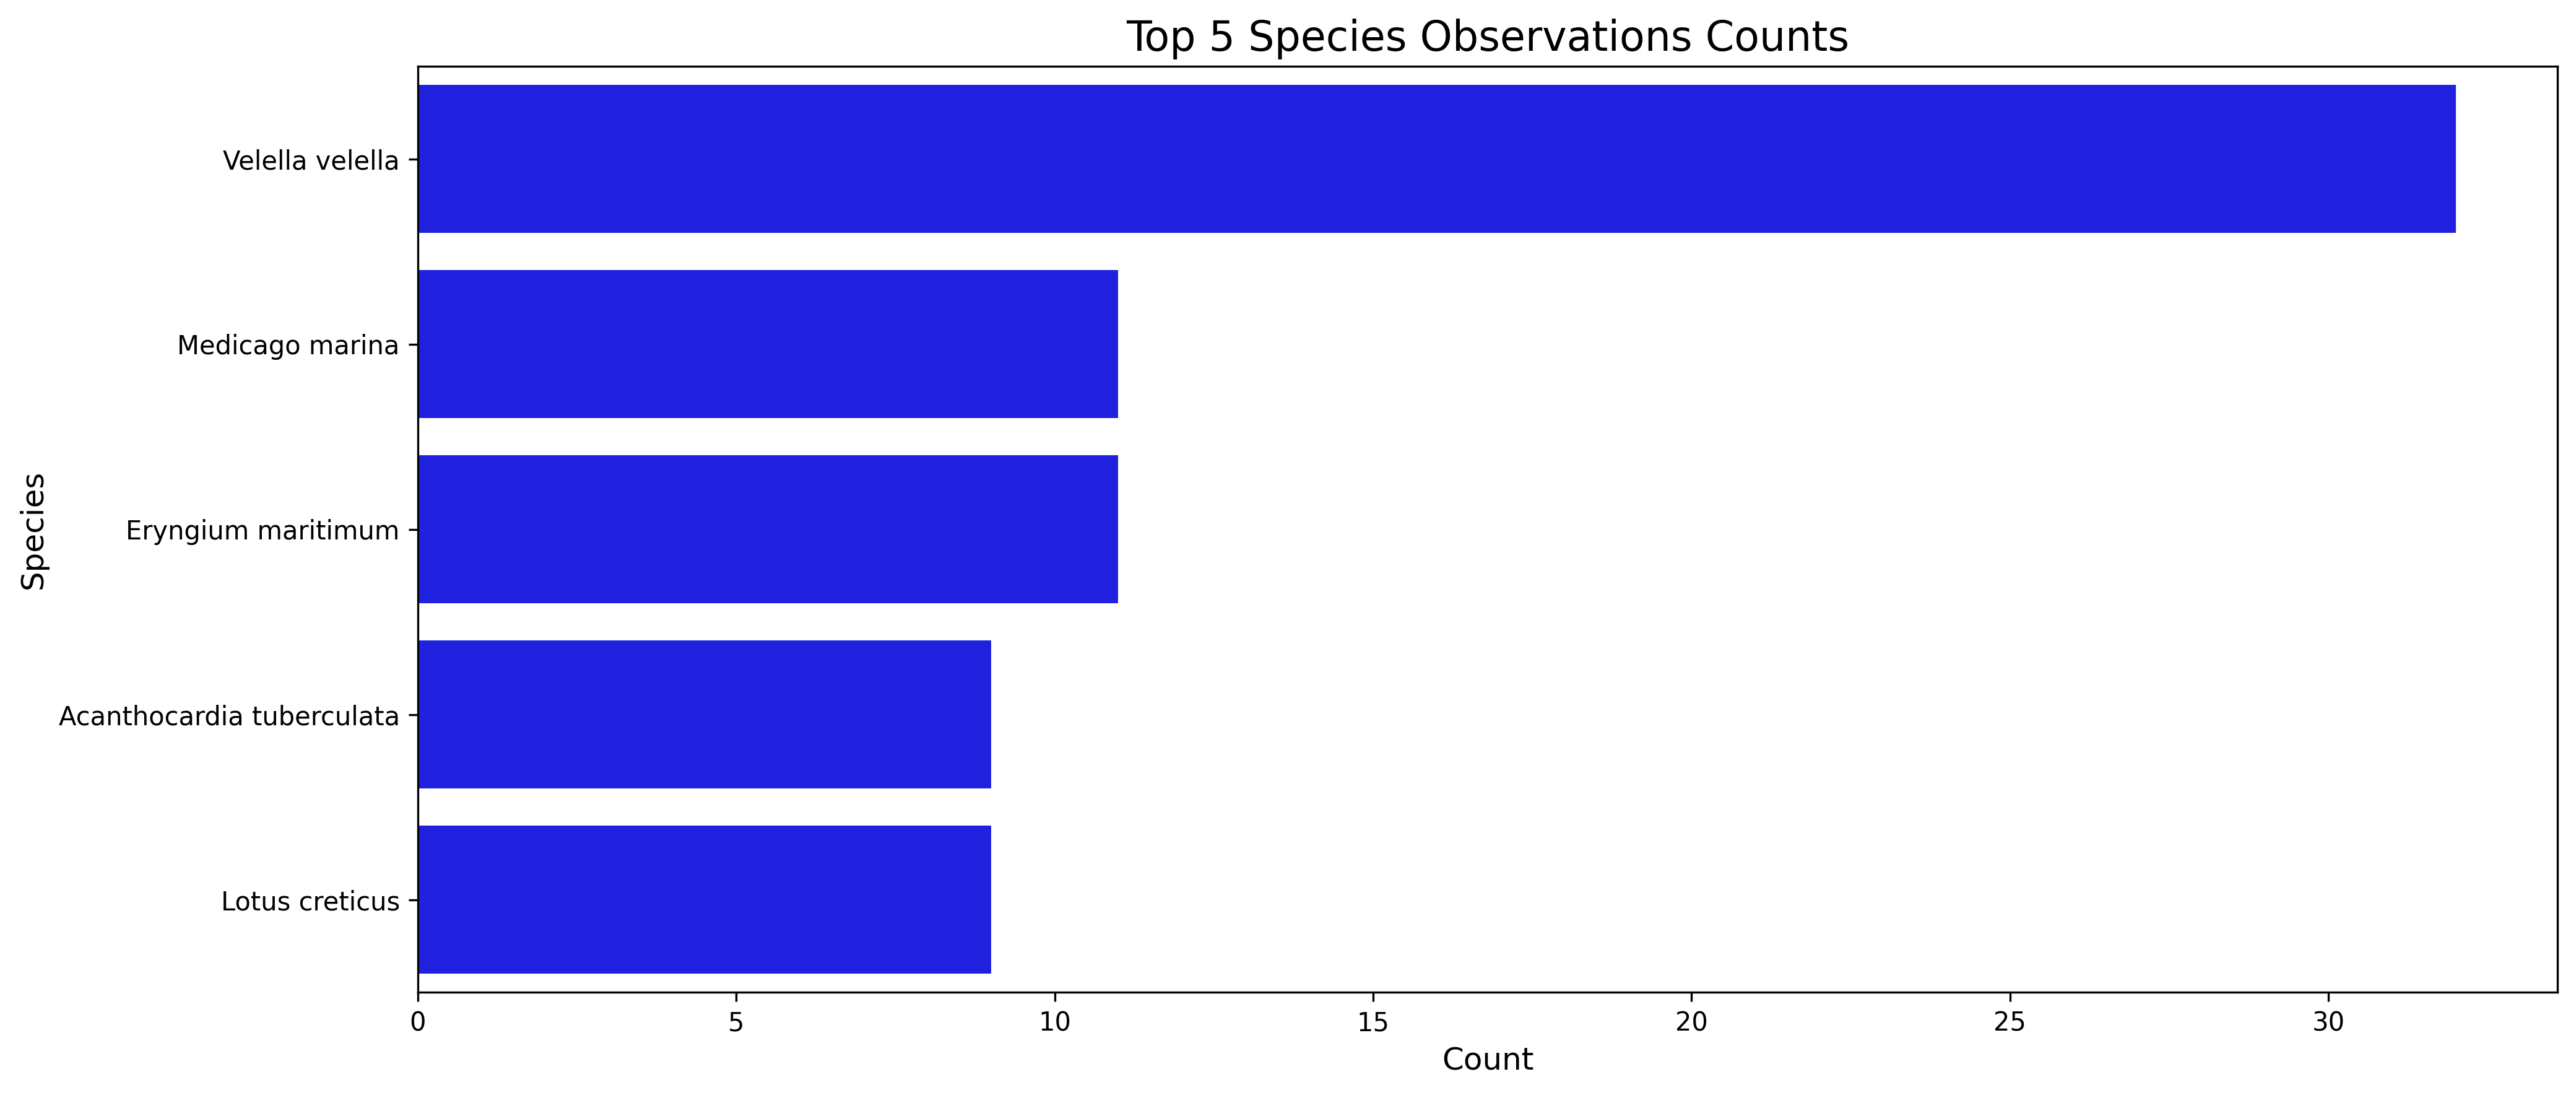 Top 5 Species Observations Counts
Species
Velella velella
Medicago marina
Eryngium maritimum
Acanthocardia tuberculata
Lotus creticus
0 5 10 15 20 25 30
Count